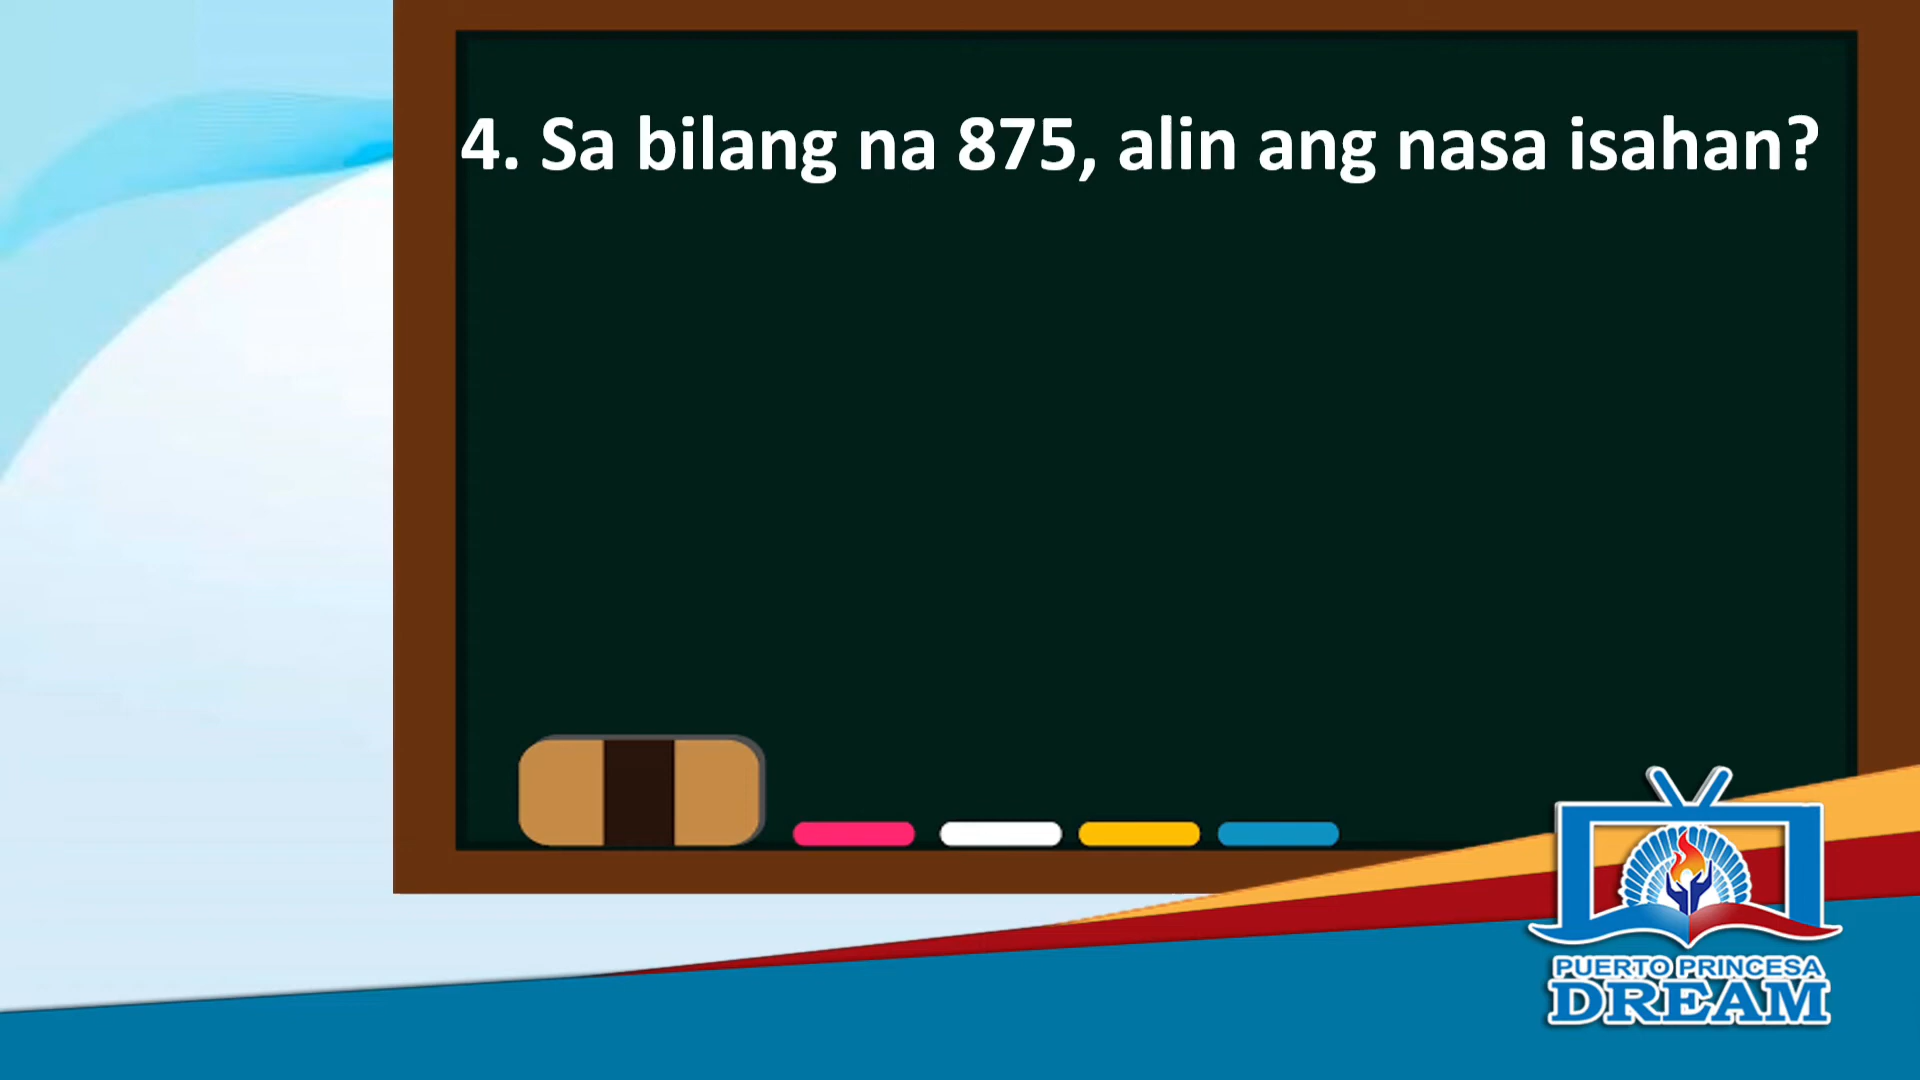 4. Sa bilang na 875, alin ang nasa isahan?
PUERTO PRINCESA
DREAM